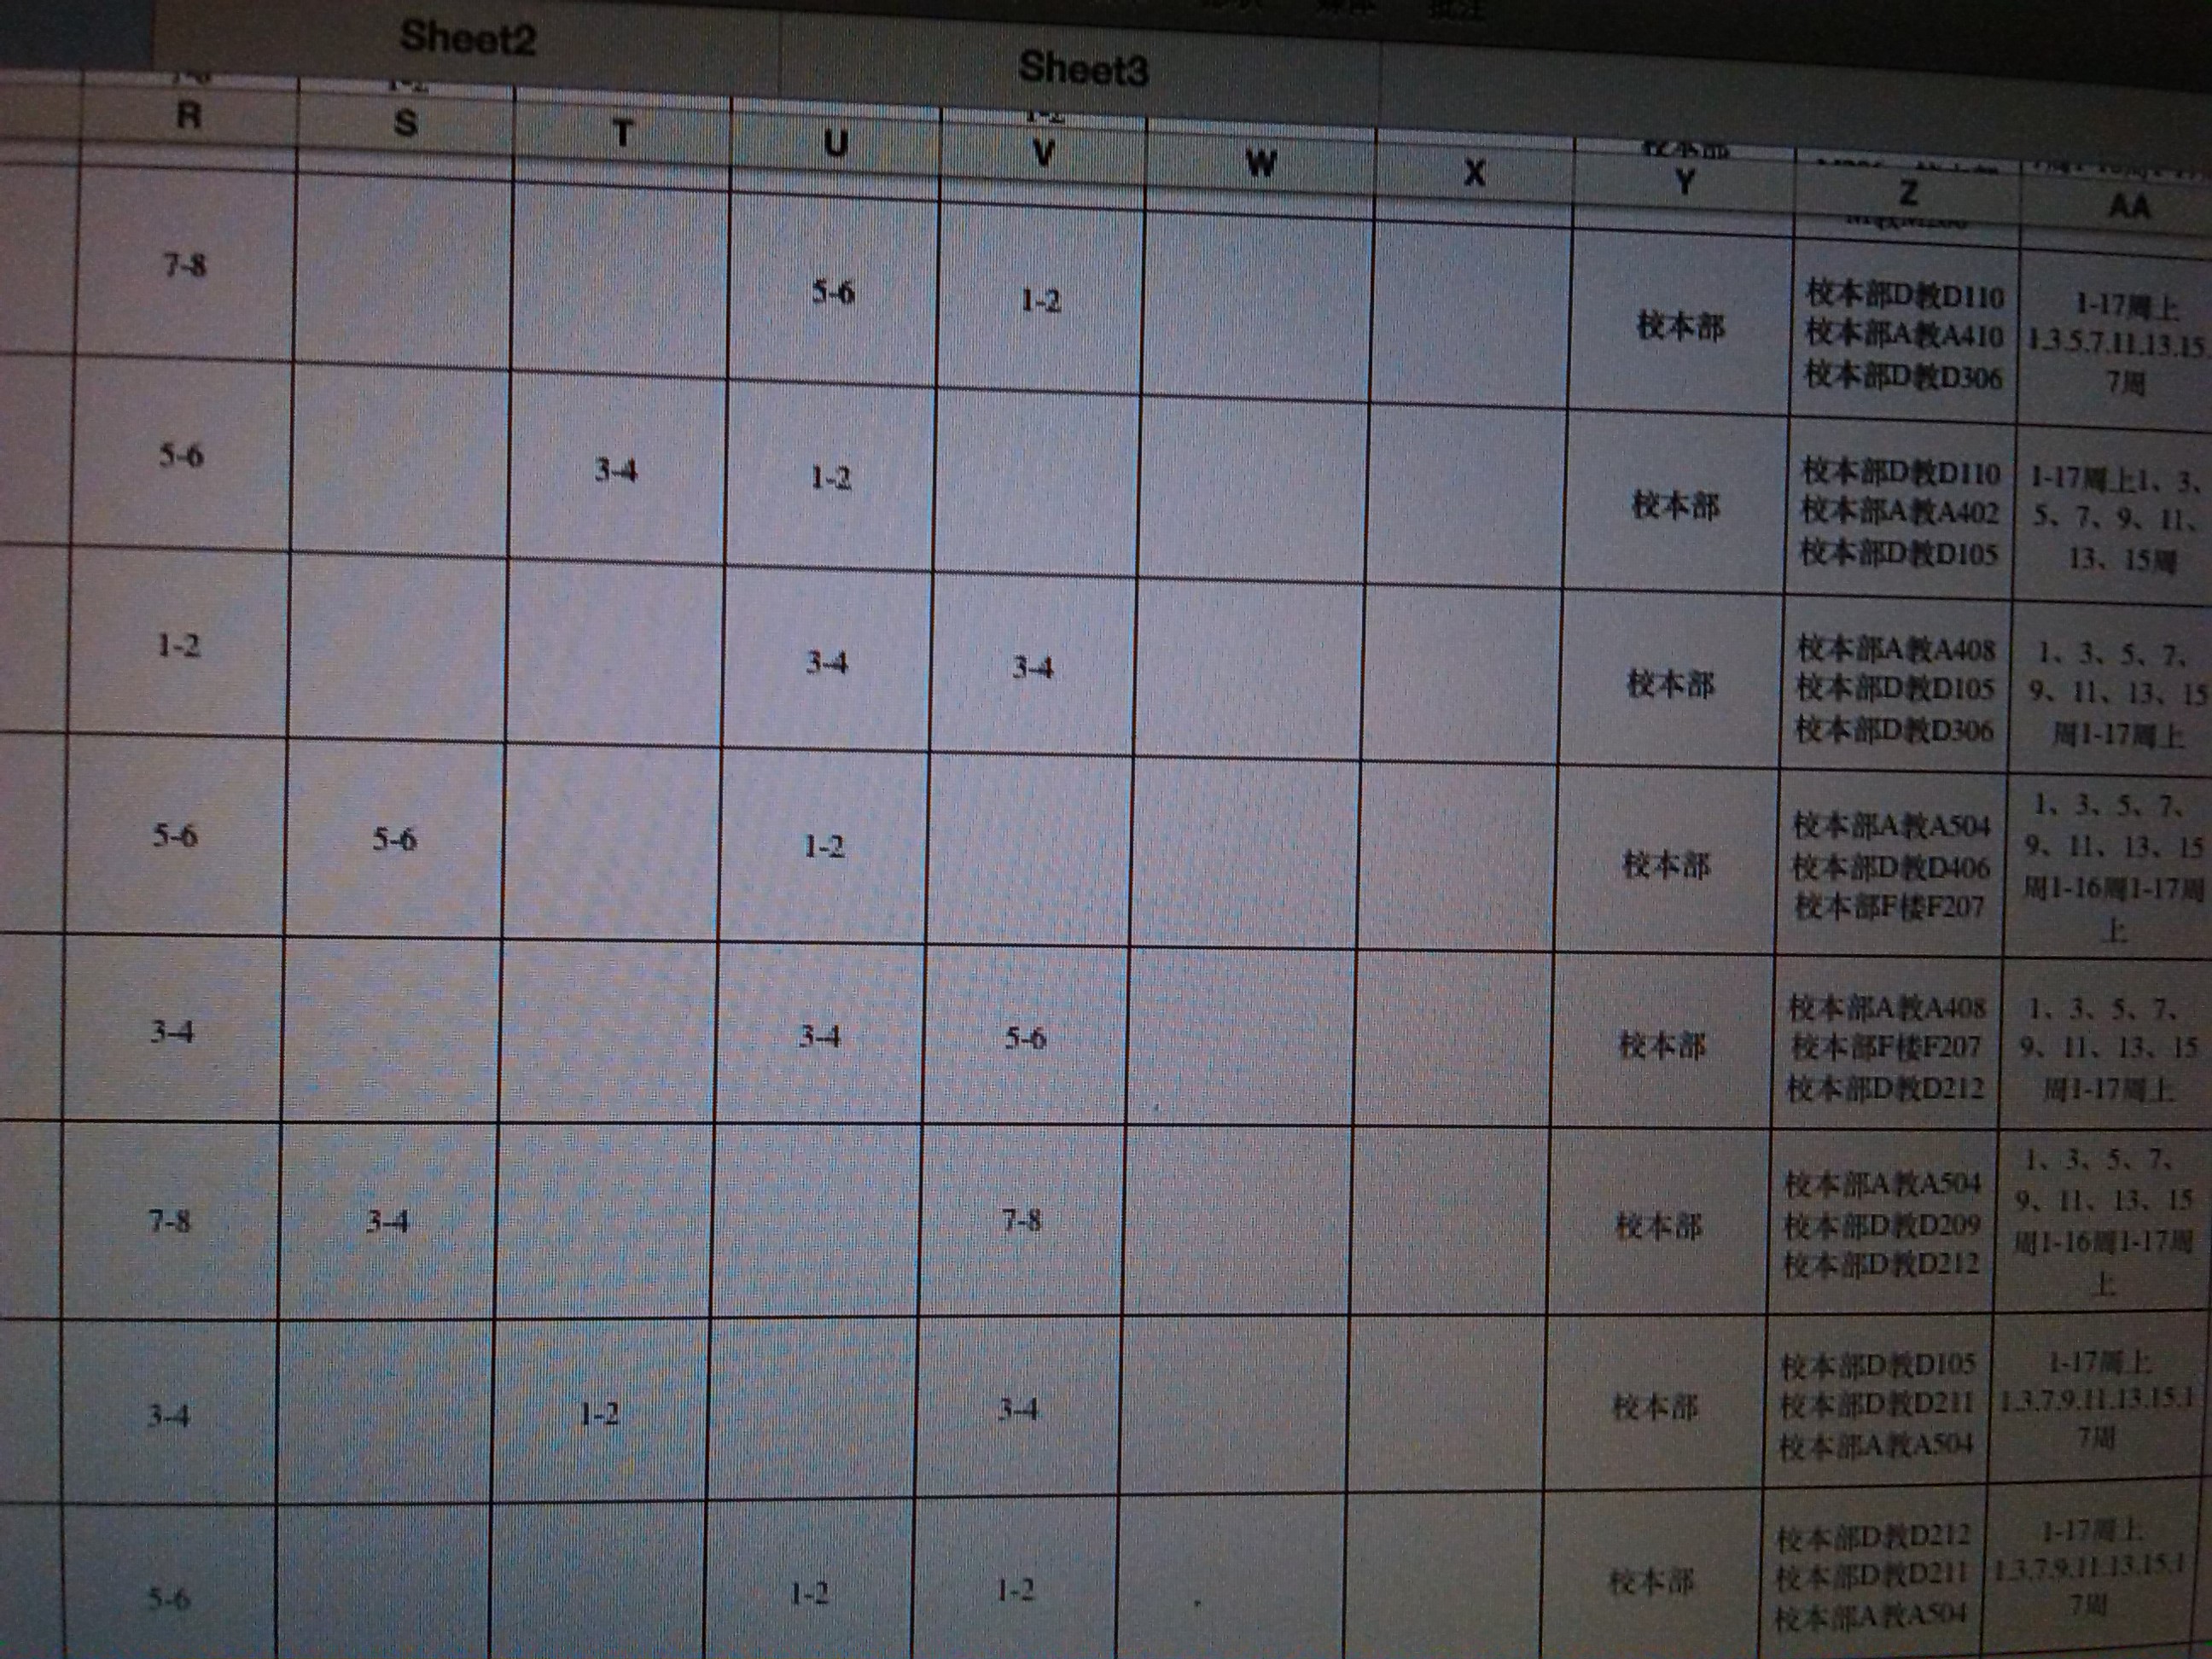 Sheet2
Sheet3
R
S
T
U
V
W
X
Y
Z
AA
7-8
5-6
1-2
校本部
校本部D教D110
校本部A教A410
校本部D教D306
1-17周上
1.3.5.7.11.13.15.
7周
5-6
3-4
1-2
校本部
校本部D教D110
校本部A教A402
校本部D教D105
1-17周上1、3、
5、7、9、11、
13、15周
1-2
3-4
3-4
校本部
校本部A教A408
校本部D教D105
校本部D教D306
1、3、5、7、
9、11、13、15
周1-17周上
5-6
5-6
1-2
校本部
校本部A教A504
校本部D教D406
校本部F楼F207
1、3、5、7、
9、11、13、15
周1-16周1-17周
上
3-4
3-4
5-6
校本部
校本部A教A408
校本部F楼F207
校本部D教D212
1、3、5、7、
9、11、13、15
周1-17周上
7-8
3-4
7-8
校本部
校本部A教A504
校本部D教D209
校本部D教D212
1、3、5、7、
9、11、13、15
周1-16周1-17周
上
3-4
1-2
3-4
校本部
校本部D教D105
校本部D教D211
校本部A教A504
1-17周上
1.3.7.9.11.13.15.1
7周
5-6
1-2
1-2
校本部
校本部D教D212
校本部D教D211
校本部A教A504
1-17周上
1.3.7.9.11.13.15.1
7周